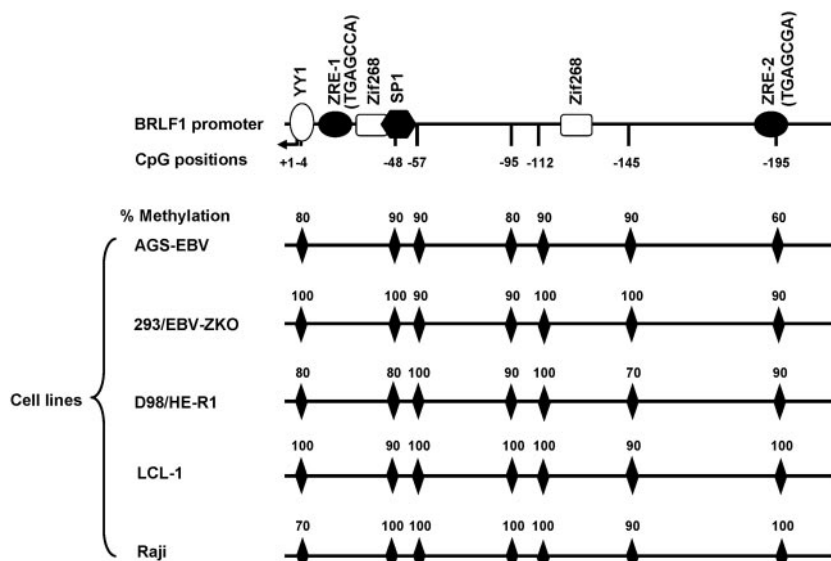 YY1
ZRE-1
(TGAGCCA)
Zif268
SP1
Zif268
ZRE-2
(TGAGCGA)
BRLF1 promoter
CpG positions
+1 -4 -48 -57 -95 -112 -145 -195
% Methylation
80 90 90 80 90 90 60
AGS-EBV
100 100 90 90 100 100 90
293/EBV-ZKO
80 80 100 90 100 70 90
Cell lines
D98/HE-R1
100 90 100 100 100 90 100
LCL-1
70 100 100 100 100 90 100
Raji